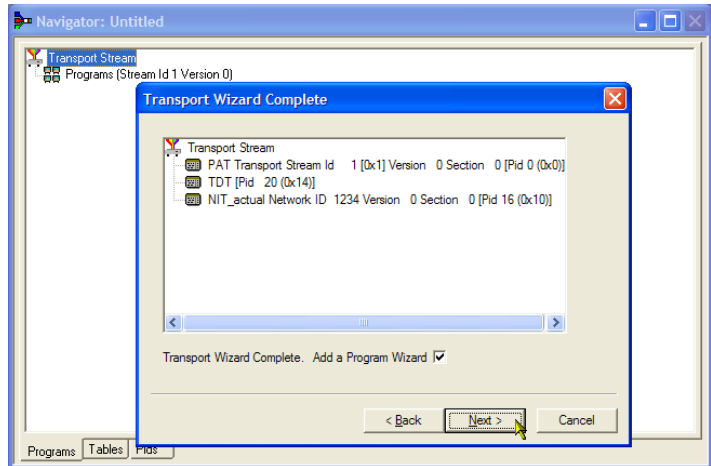 Navigator: Untitled
Transport Stream
Programs (Stream Id 1 Version 0)
Transport Wizard Complete
Transport Stream
PAT Transport Stream Id 1 [0x1] Version 0 Section 0 [Pid 0 (0x0)]
TDT [Pid 20 (0x14)]
NIT_actual Network ID 1234 Version 0 Section 0 [Pid 16 (0x10)]
Transport Wizard Complete. Add a Program Wizard
< Back Next > Cancel
Programs Tables Pids